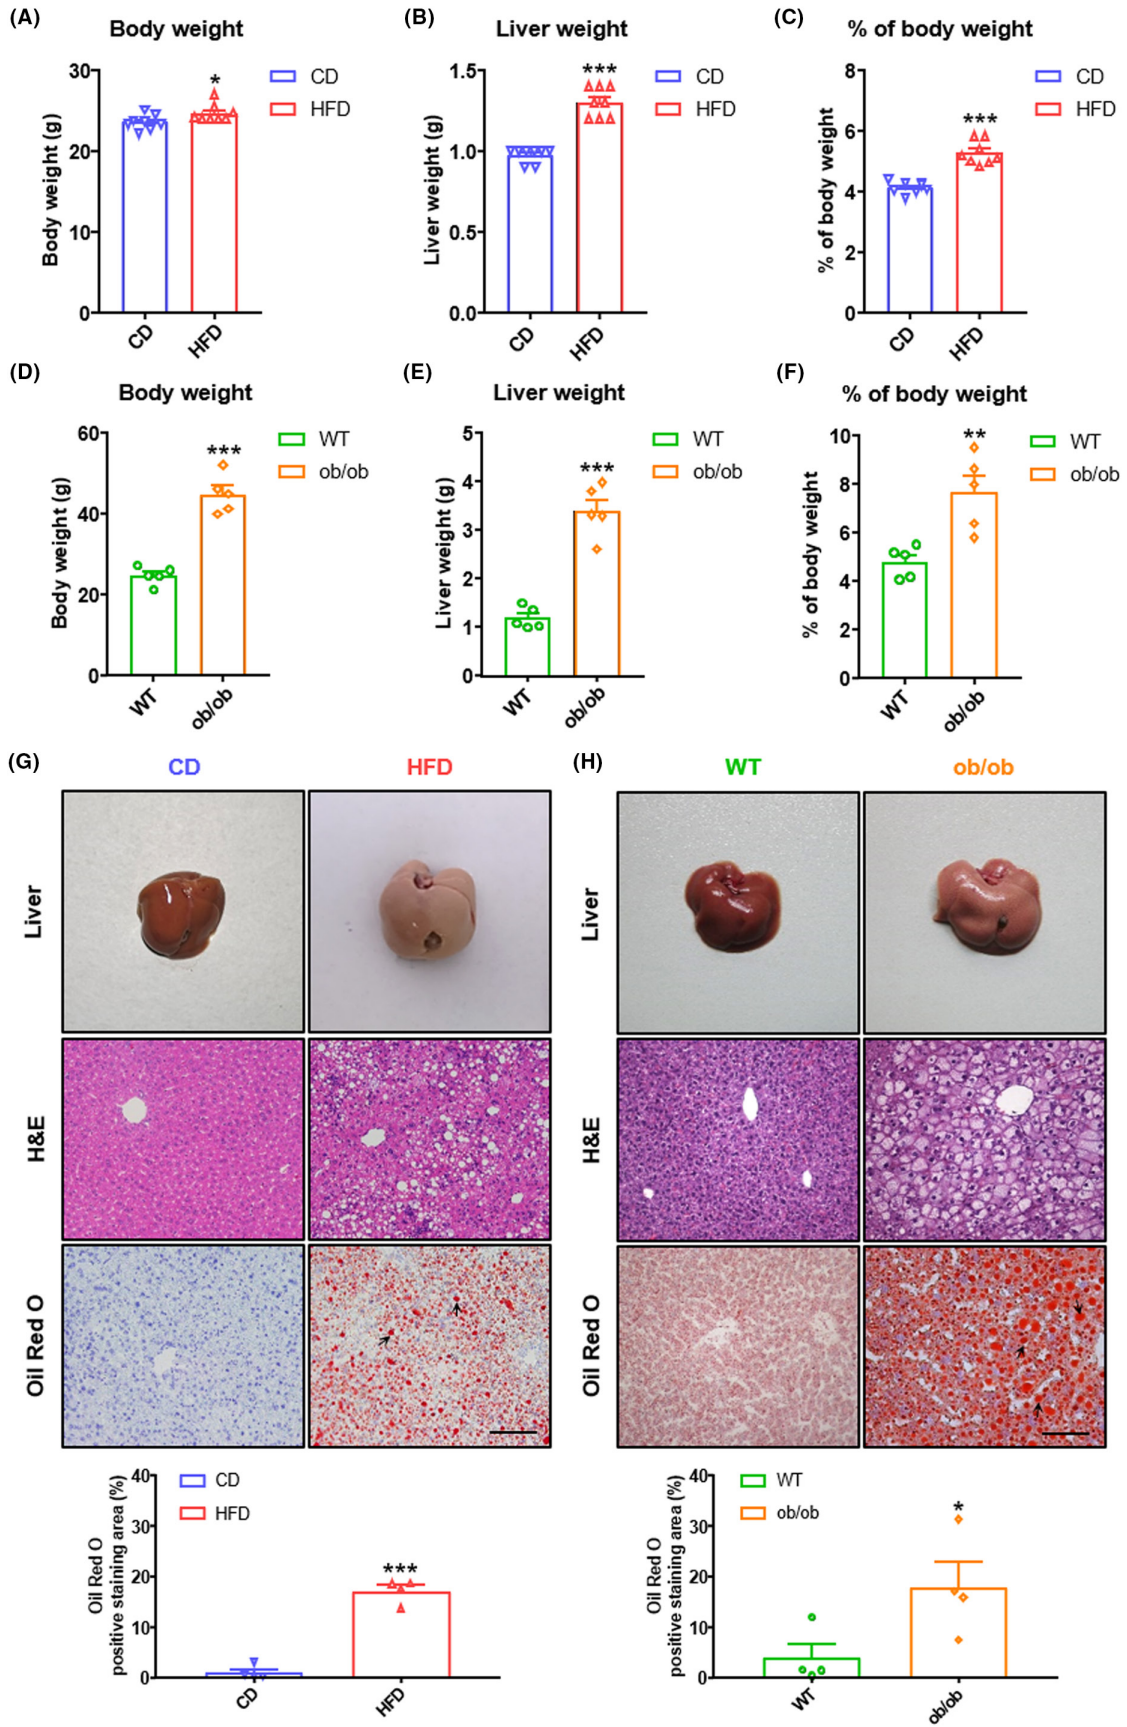 (A)
Body weight
*
CD
HFD
Body weight (g)
30
20
10
0
CD
HFD
(B)
Liver weight
***
CD
HFD
Liver weight (g)
1.5
1.0
0.5
0.0
CD
HFD
(C)
% of body weight
***
CD
HFD
% of body weight
8
6
4
2
0
CD
HFD
(D)
Body weight
***
WT
ob/ob
Body weight (g)
60
40
20
0
WT
ob/ob
(E)
Liver weight
***
WT
ob/ob
Liver weight (g)
5
4
3
2
1
0
WT
ob/ob
(F)
% of body weight
**
WT
ob/ob
% of body weight
10
8
6
4
2
0
WT
ob/ob
(G)
CD
HFD
Liver
H&E
Oil Red O
CD
HFD
***
Oil Red O
positive staining area (%)
40
30
20
10
0
CD
HFD
(H)
WT
ob/ob
Liver
H&E
Oil Red O
WT
ob/ob
*
Oil Red O
positive staining area (%)
40
30
20
10
0
WT
ob/ob